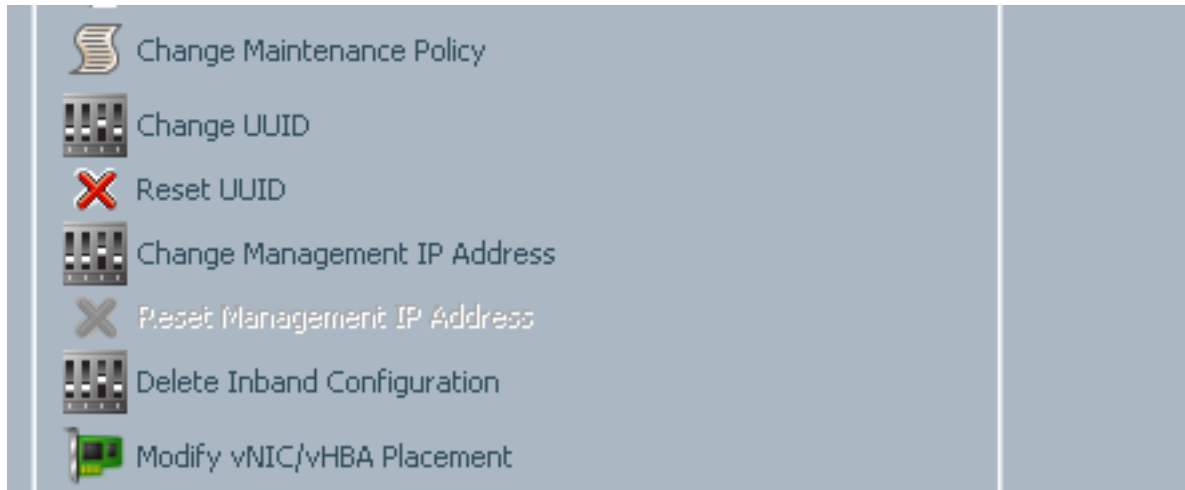 Change Maintenance Policy
Change UUID
Reset UUID
Change Management IP Address
Reset Management IP Address
Delete Inband Configuration
Modify vNIC/vHBA Placement